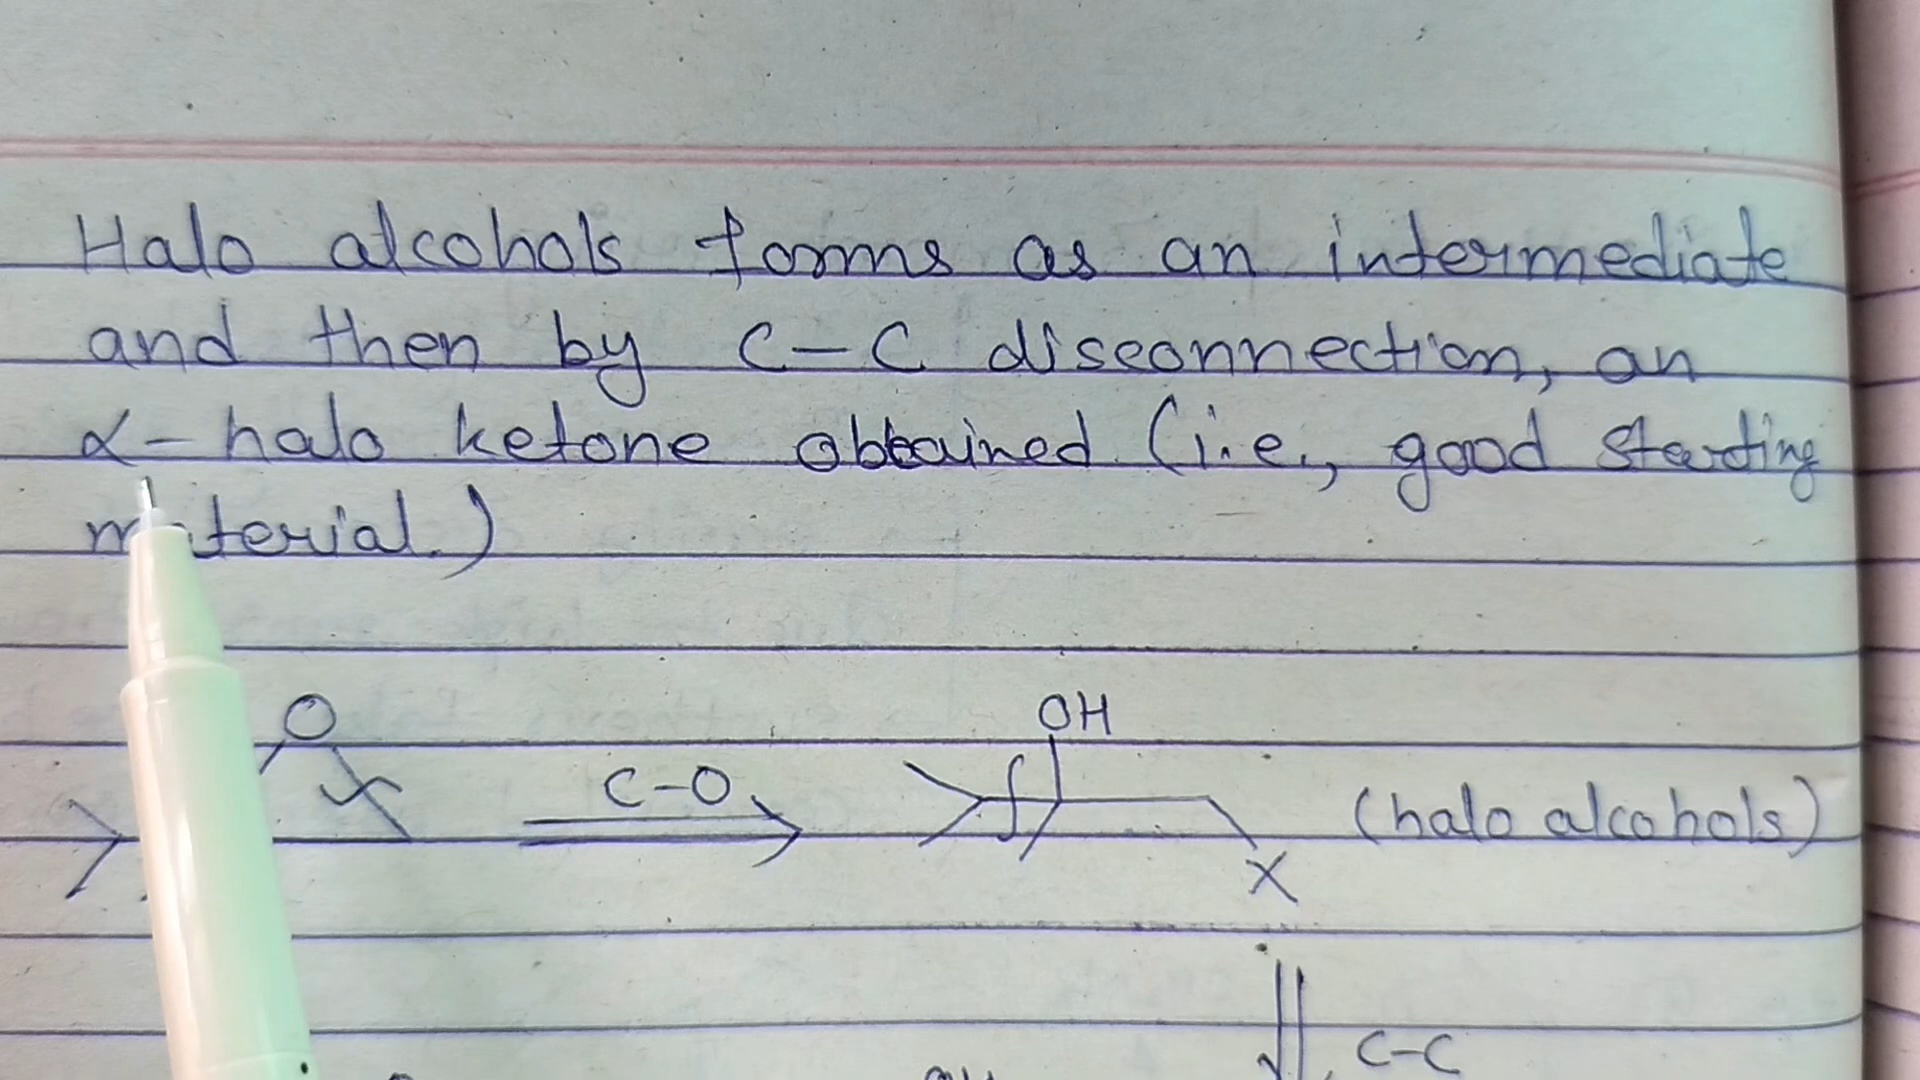 Halo alcohols forms as an intermediate
and then by C-C disconnection, an
α-halo ketone obtained (i.e., good starting
material.)
O
C-O
OH
(halo alcohols)
X
C-C